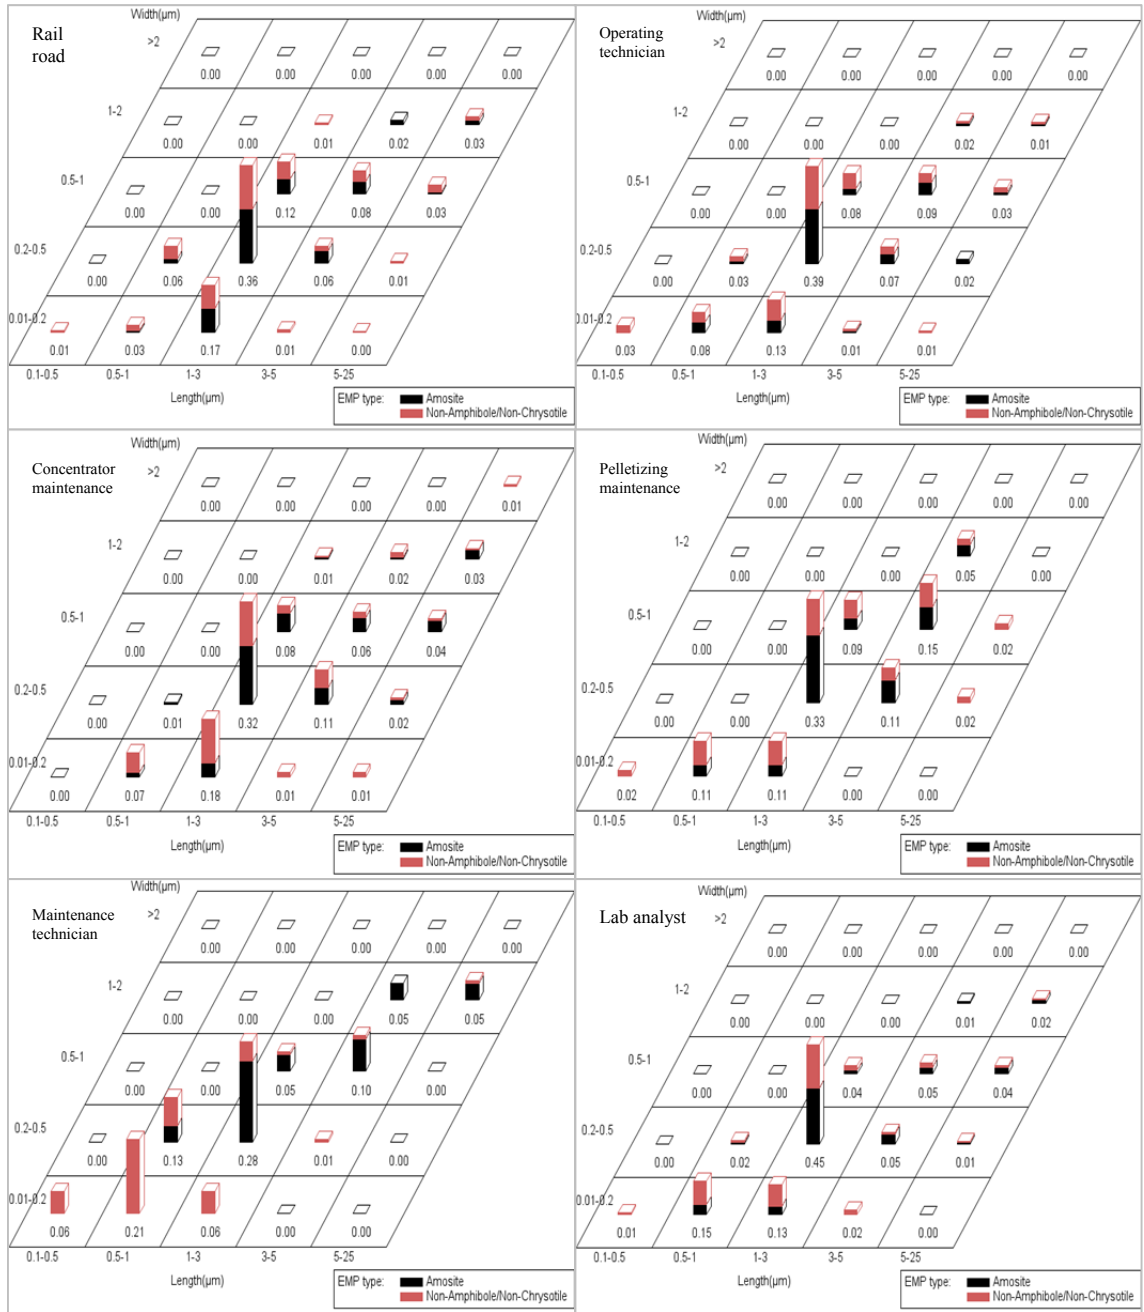 Width(μm)
Rail
road
>2
0.00 0.00 0.00 0.00 0.00
1-2
0.00 0.00 0.01 0.02 0.03
0.5-1
0.00 0.00 0.12 0.08 0.03
0.2-0.5
0.00 0.06 0.36 0.06 0.01
0.01-0.2
0.01 0.03 0.17 0.01 0.00
0.1-0.5 0.5-1 1-3 3-5 5-25
Length(μm)
EMP type: Amosite
Non-Amphibole/Non-Chrysotile
Width(μm)
Operating
technician
>2
0.00 0.00 0.00 0.00 0.00
1-2
0.00 0.00 0.00 0.02 0.01
0.5-1
0.00 0.00 0.08 0.09 0.03
0.2-0.5
0.00 0.03 0.39 0.07 0.02
0.01-0.2
0.03 0.08 0.13 0.01 0.01
0.1-0.5 0.5-1 1-3 3-5 5-25
Length(μm)
EMP type: Amosite
Non-Amphibole/Non-Chrysotile
Width(μm)
Concentrator
maintenance
>2
0.00 0.00 0.00 0.00 0.01
1-2
0.00 0.00 0.01 0.02 0.03
0.5-1
0.00 0.00 0.08 0.06 0.04
0.2-0.5
0.00 0.01 0.32 0.11 0.02
0.01-0.2
0.00 0.07 0.18 0.01 0.01
0.1-0.5 0.5-1 1-3 3-5 5-25
Length(μm)
EMP type: Amosite
Non-Amphibole/Non-Chrysotile
Width(μm)
Pelletizing
maintenance
>2
0.00 0.00 0.00 0.00 0.00
1-2
0.00 0.00 0.00 0.05 0.00
0.5-1
0.00 0.00 0.09 0.15 0.02
0.2-0.5
0.00 0.00 0.33 0.11 0.02
0.01-0.2
0.02 0.11 0.11 0.00 0.00
0.1-0.5 0.5-1 1-3 3-5 5-25
Length(μm)
EMP type: Amosite
Non-Amphibole/Non-Chrysotile
Width(μm)
Maintenance
technician
>2
0.00 0.00 0.00 0.00 0.00
1-2
0.00 0.00 0.00 0.05 0.05
0.5-1
0.00 0.00 0.05 0.10 0.00
0.2-0.5
0.00 0.13 0.28 0.01 0.00
0.01-0.2
0.06 0.21 0.06 0.00 0.00
0.1-0.5 0.5-1 1-3 3-5 5-25
Length(μm)
EMP type: Amosite
Non-Amphibole/Non-Chrysotile
Width(μm)
Lab analyst
>2
0.00 0.00 0.00 0.00 0.00
1-2
0.00 0.00 0.00 0.01 0.02
0.5-1
0.00 0.00 0.04 0.05 0.04
0.2-0.5
0.00 0.02 0.45 0.05 0.01
0.01-0.2
0.01 0.15 0.13 0.02 0.00
0.1-0.5 0.5-1 1-3 3-5 5-25
Length(μm)
EMP type: Amosite
Non-Amphibole/Non-Chrysotile